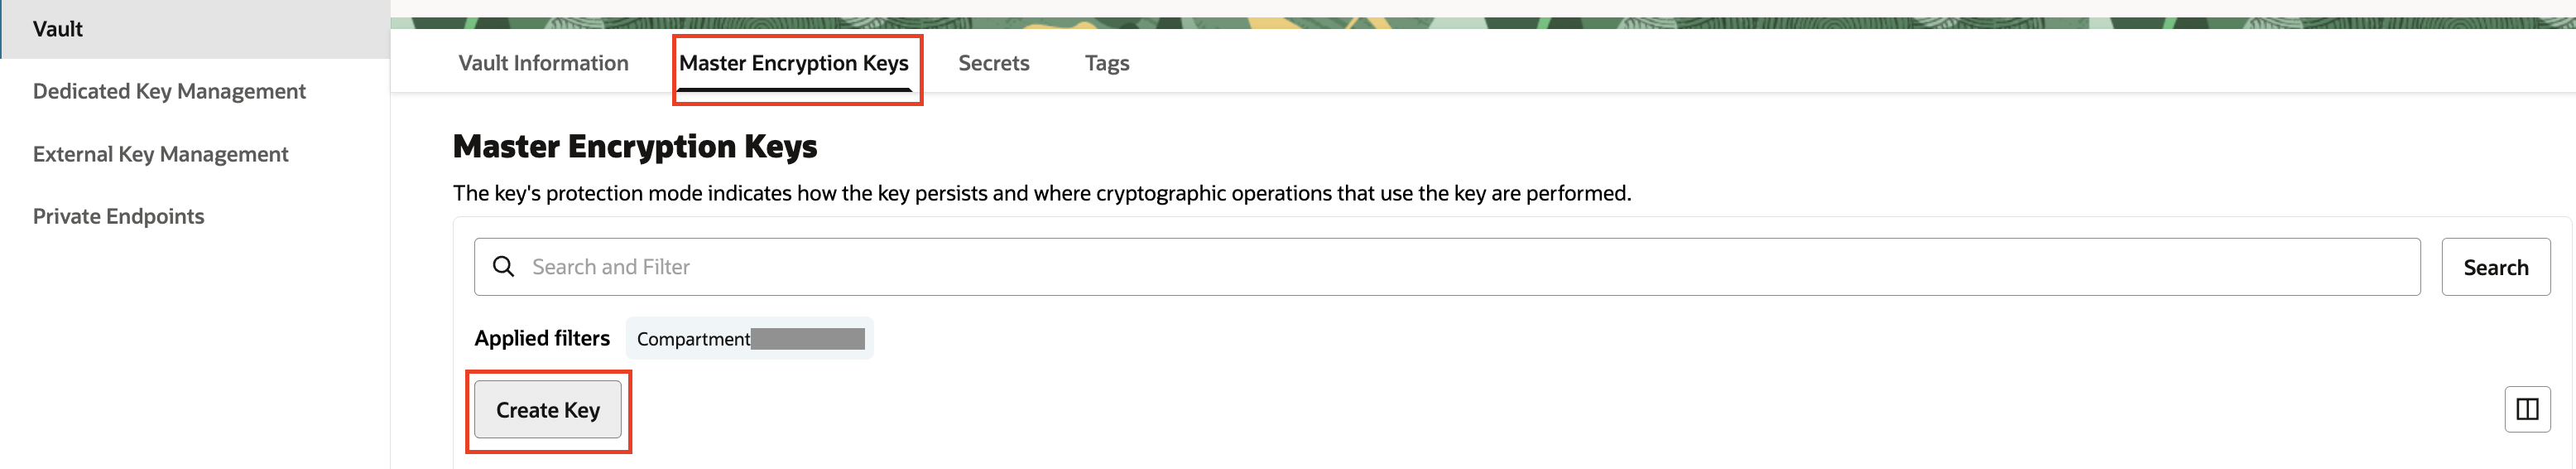 Vault
Dedicated Key Management
External Key Management
Private Endpoints
Vault Information
Master Encryption Keys
Secrets
Tags
Master Encryption Keys
The key's protection mode indicates how the key persists and where cryptographic operations that use the key are performed.
Search and Filter
Search
Applied filters
Compartment
Create Key